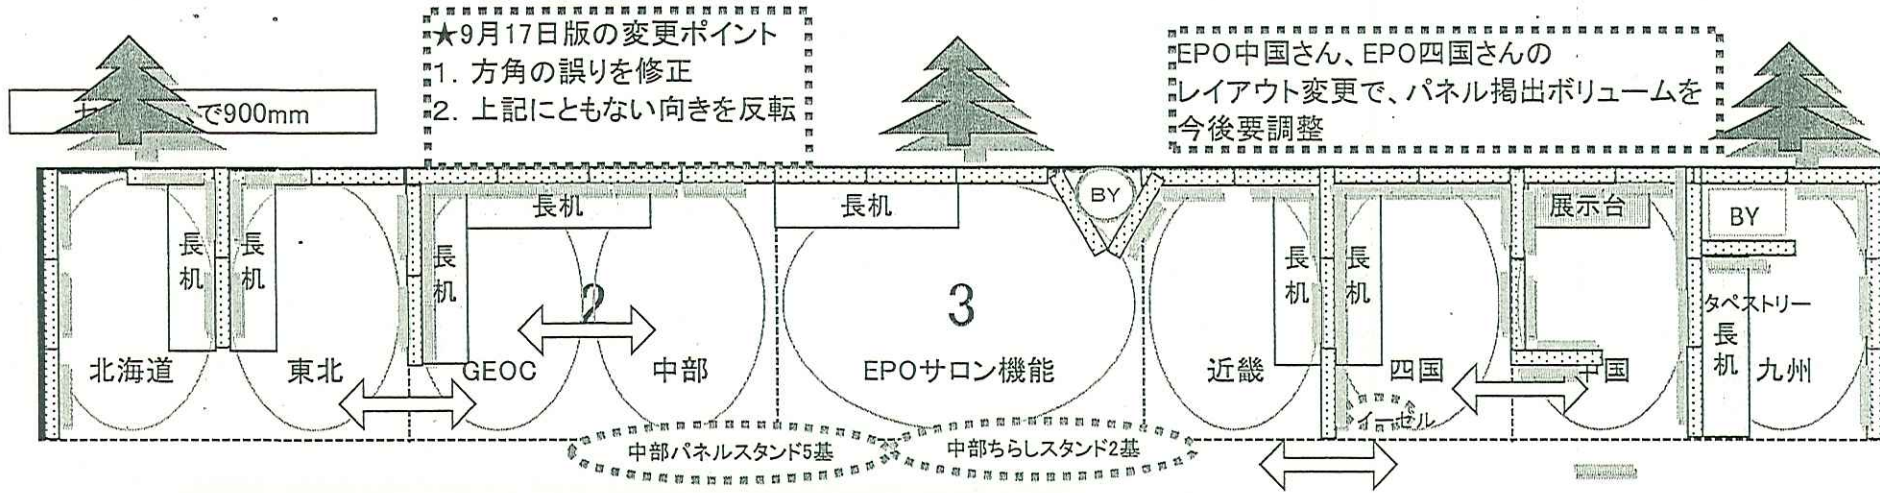 ★9月17日版の変更ポイント
1. 方角の誤りを修正
2. 上記にともない向きを反転
EPO中国さん、EPO四国さんの
レイアウト変更で、パネル掲出ボリュームを
今後要調整
で900mm
長机
長机
長机
長机
長机
BY
長机
長机
展示台
BY
タペストリー
長机
2
3
北海道
東北
GEOC
中部
EPOサロン機能
近畿
四国
中国
九州
イーゼル
中部パネルスタンド5基
中部ちらしスタンド2基